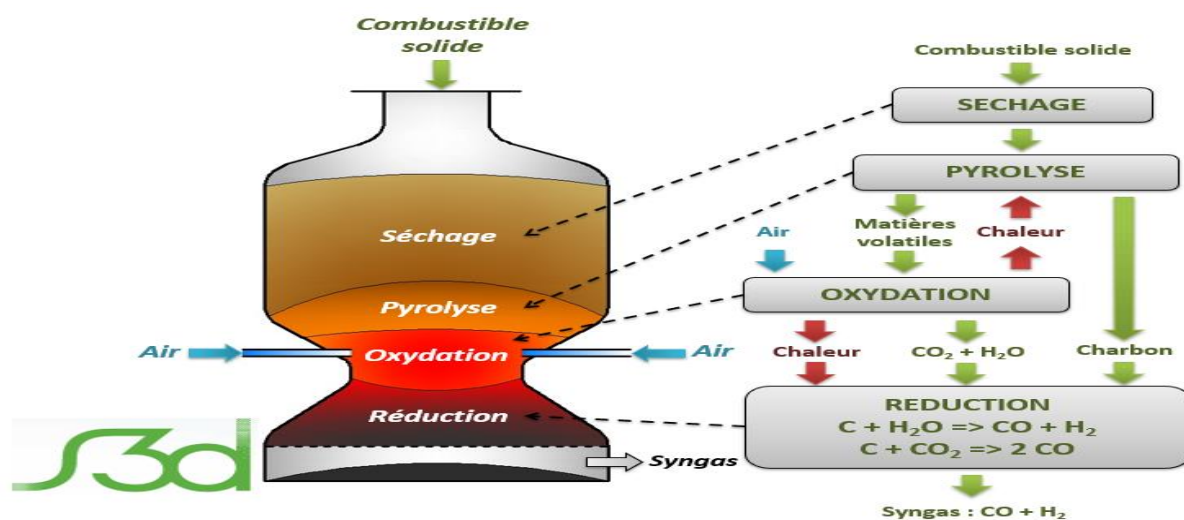 Combustible
solide
Séchage
Pyrolyse
Air
Oxydation
Air
Réduction
Syngas
S3d
Combustible solide
SECHAGE
PYROLYSE
Air
Matières
volatiles
Chaleur
OXYDATION
Chaleur
CO₂ + H₂O
Charbon
REDUCTION
C + H₂O => CO + H₂
C + CO₂ => 2 CO
Syngas : CO + H₂